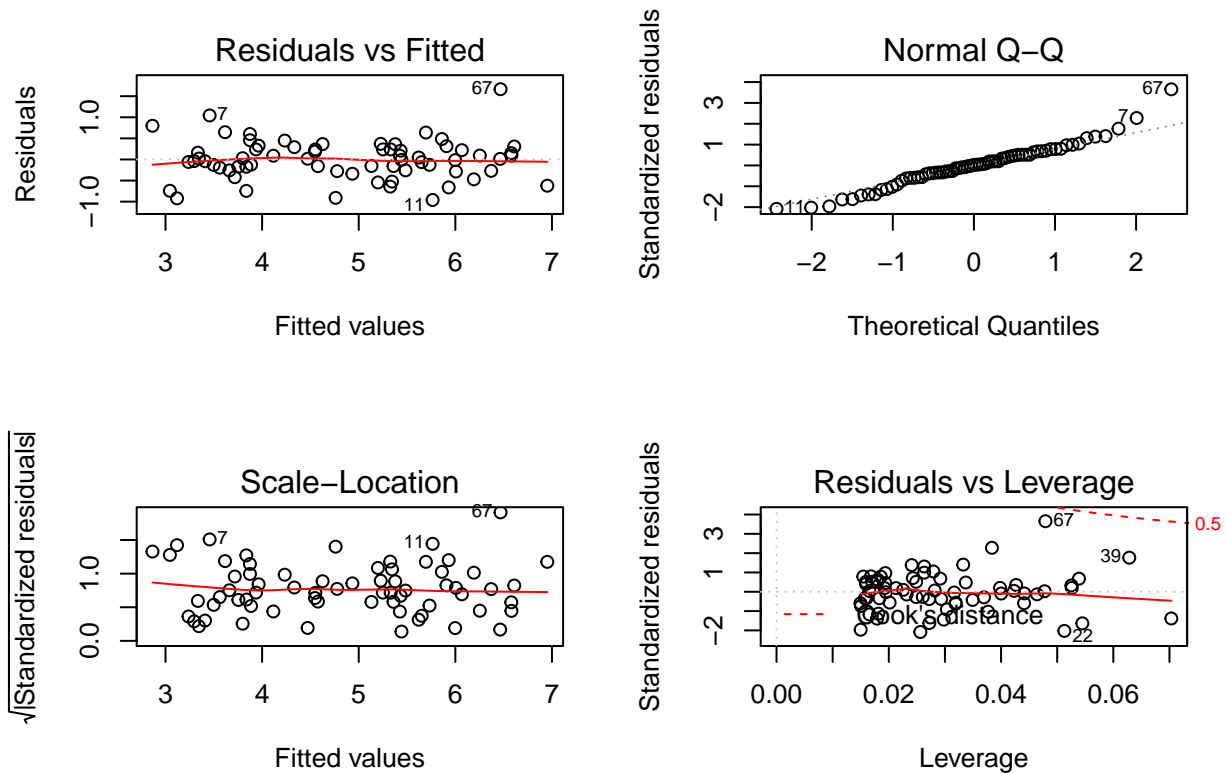 Residuals vs Fitted
Residuals
1.0
−1.0
67
7
11
3 4 5 6 7
Fitted values
Normal Q−Q
Standardized residuals
3
1
−2
67
7
11
−2 −1 0 1 2
Theoretical Quantiles
Scale−Location
√|Standardized residuals|
1.0
0.0
67
7
11
3 4 5 6 7
Fitted values
Residuals vs Leverage
Standardized residuals
3
1
−2
67
0.5
39
Cook's distance
22
0.00 0.02 0.04 0.06
Leverage